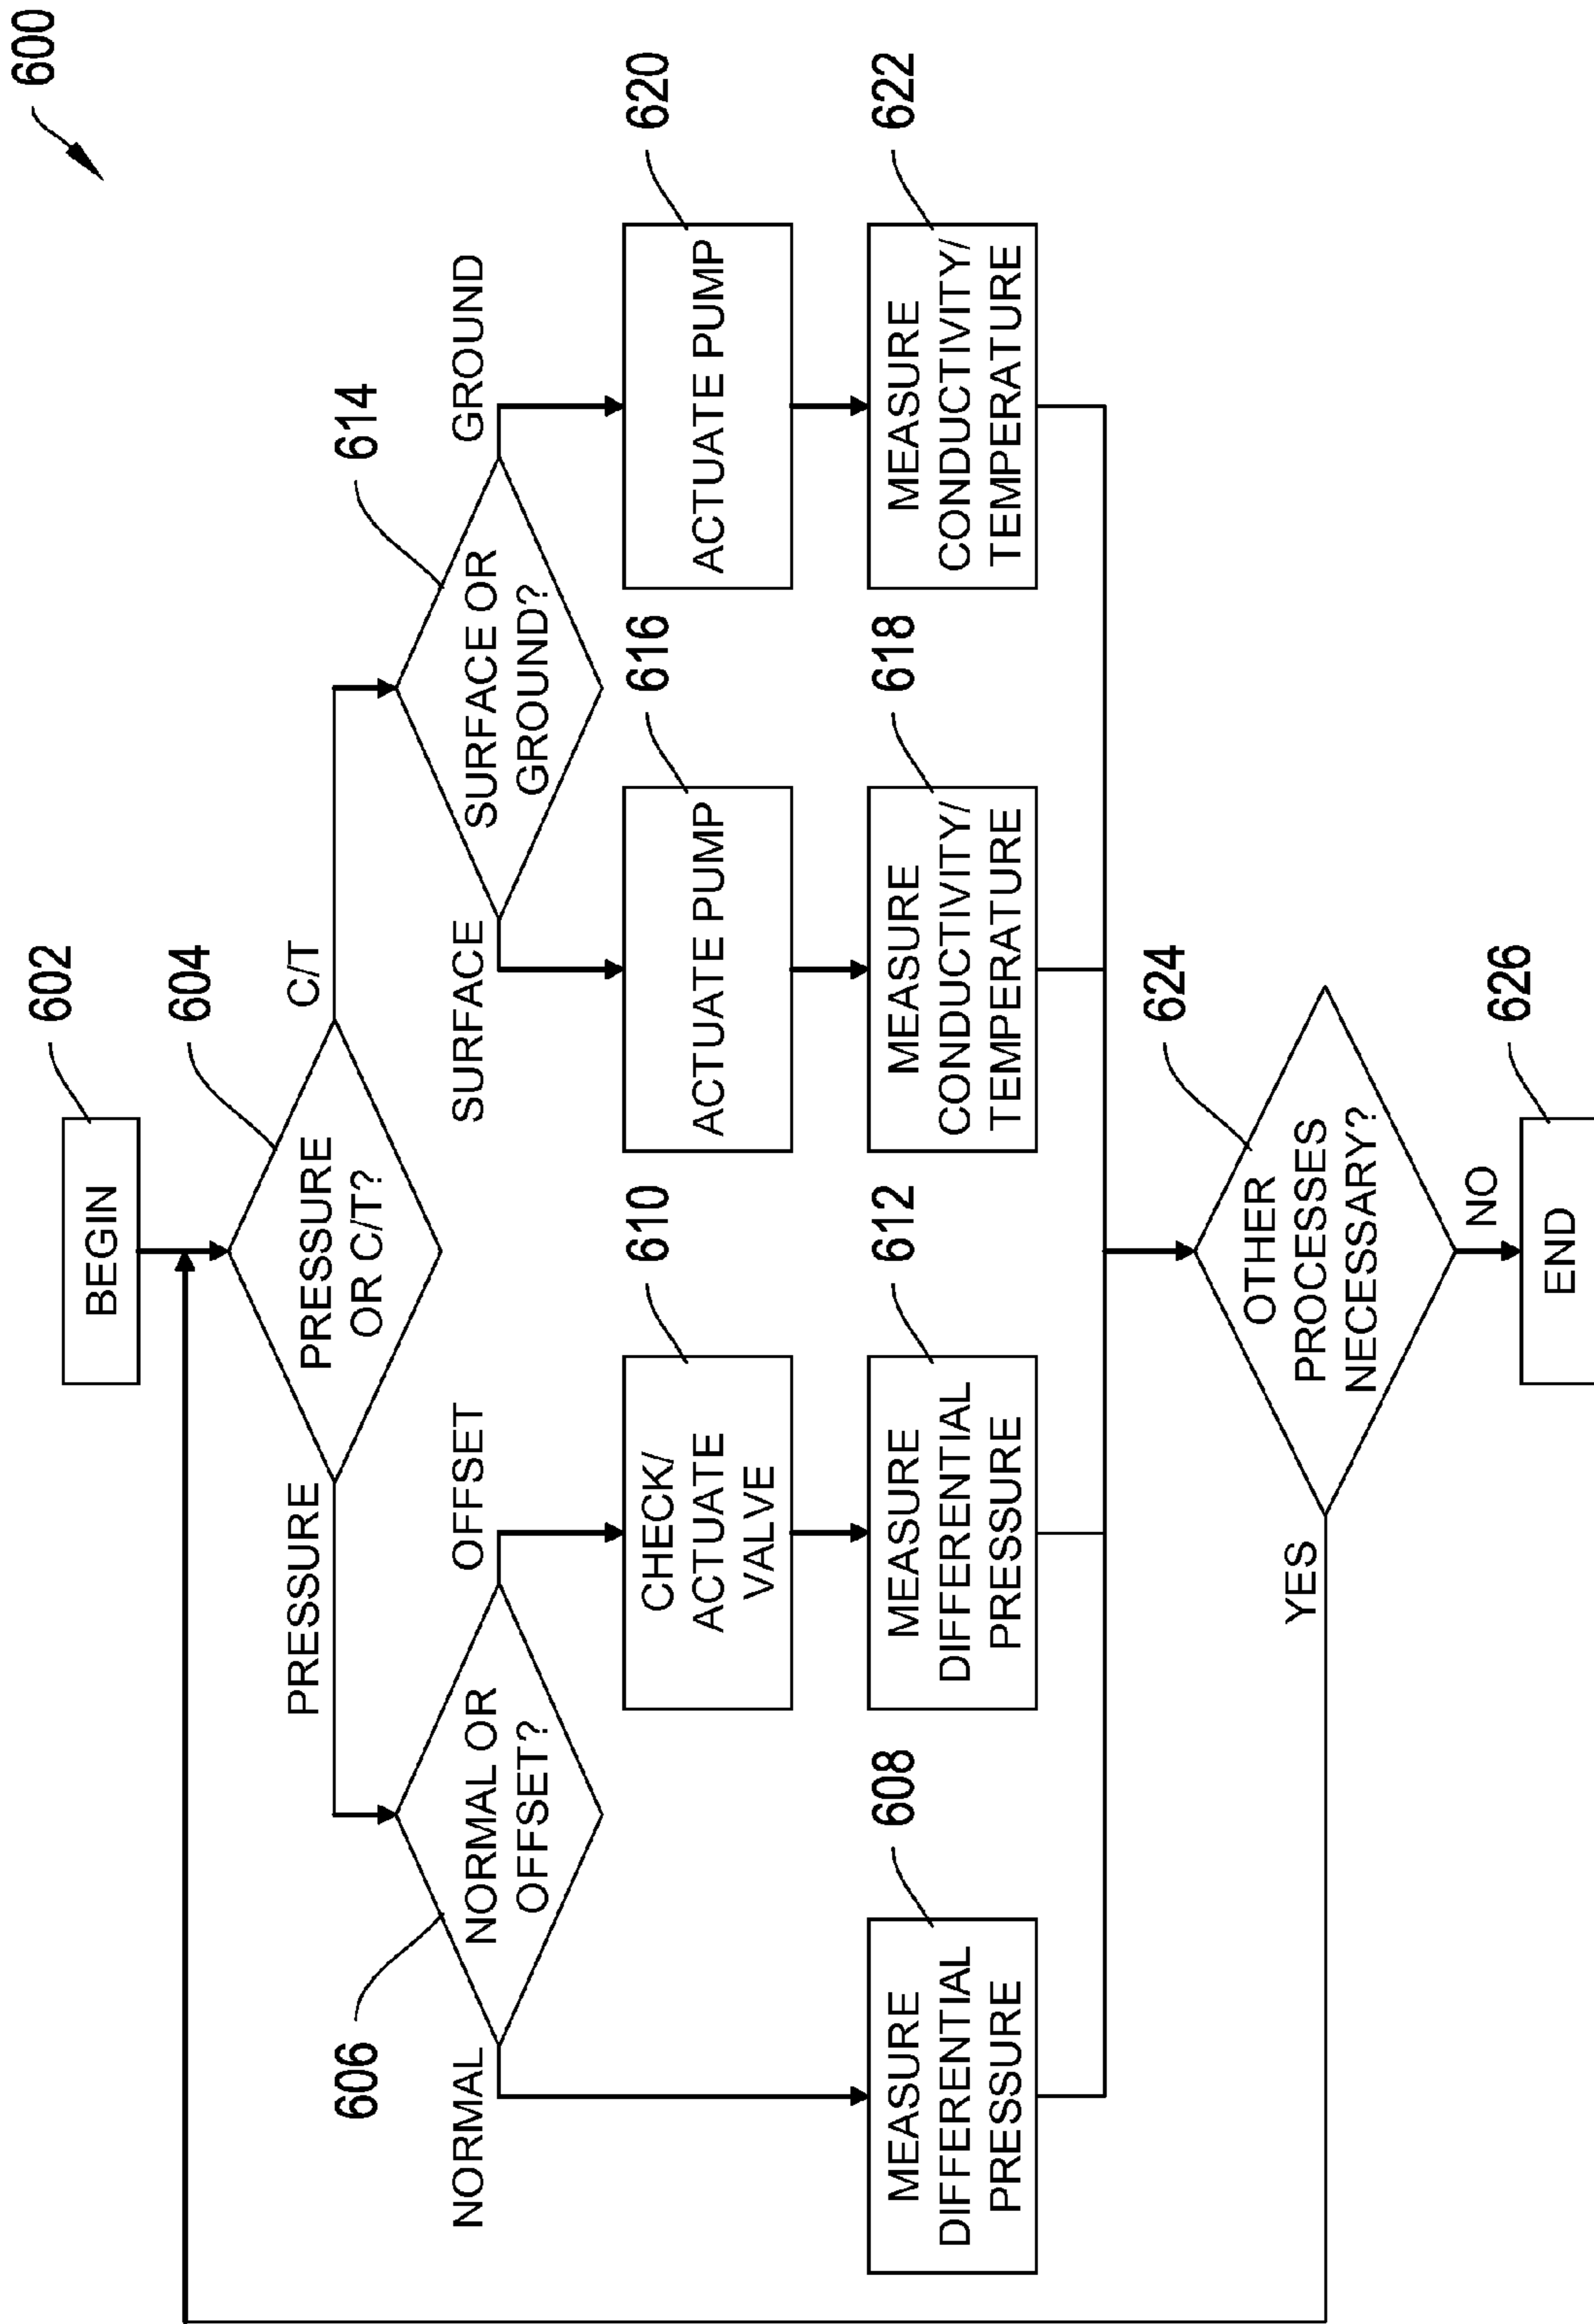 600
602
BEGIN
604
PRESSURE
OR C/T?
PRESSURE
C/T
606
NORMAL OR
OFFSET?
614
SURFACE OR
GROUND?
NORMAL
OFFSET
SURFACE
GROUND
610
CHECK/
ACTUATE
VALVE
616
ACTUATE PUMP
620
ACTUATE PUMP
608
MEASURE
DIFFERENTIAL
PRESSURE
612
MEASURE
DIFFERENTIAL
PRESSURE
618
MEASURE
CONDUCTIVITY/
TEMPERATURE
622
MEASURE
CONDUCTIVITY/
TEMPERATURE
624
OTHER
PROCESSES
NECESSARY?
YES
NO
626
END